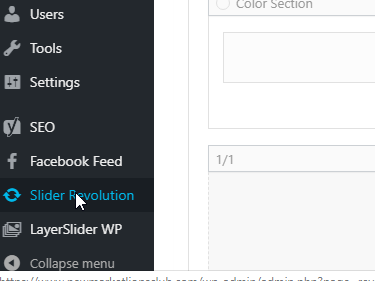 Users
Color Section
Tools
Settings
SEO
Facebook Feed
1/1
Slider Revolution
LayerSlider WP
Collapse menu